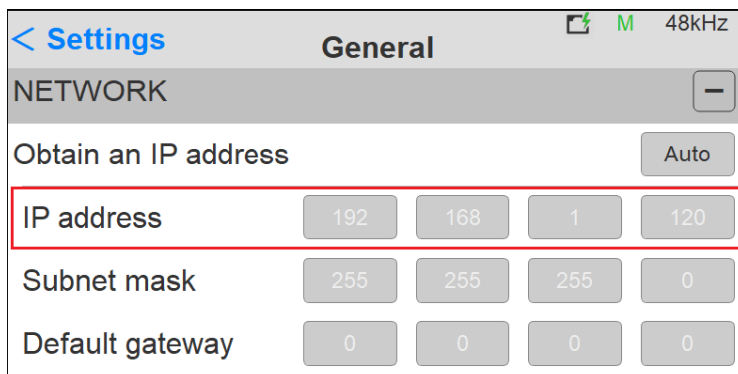 < Settings
General
M 48kHz
NETWORK
Obtain an IP address Auto
IP address 192 168 1 120
Subnet mask 255 255 255 0
Default gateway 0 0 0 0